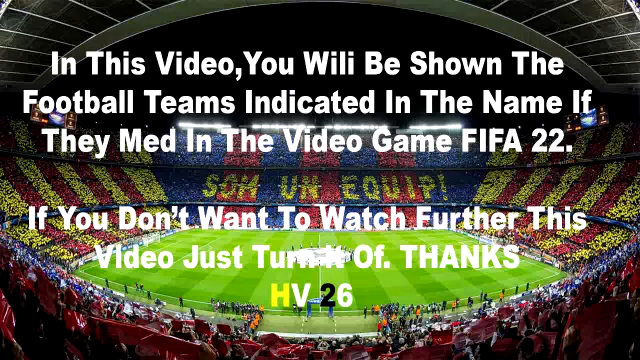 In This Video,You Wili Be Shown The
Football Teams Indicated In The Name If
They Med In The Video Game FIFA 22.
SOM UN EQUIP!
If You Don't Want To Watch Further This
Video Just Turn It Of. THANKS
HV 26